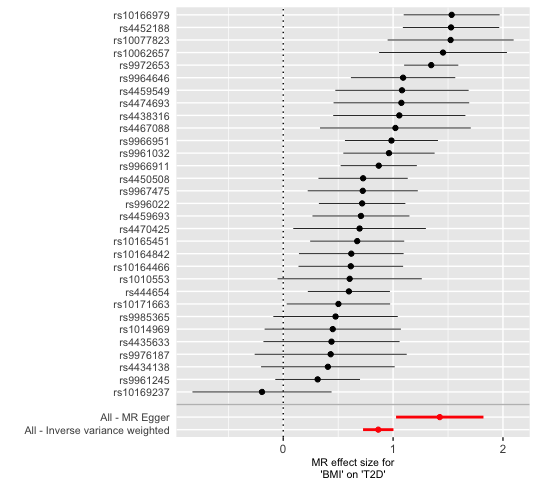 rs10166979
rs4452188
rs10077823
rs10062657
rs9972653
rs9964646
rs4459549
rs4474693
rs4438316
rs4467088
rs9966951
rs9961032
rs9966911
rs4450508
rs9967475
rs996022
rs4459693
rs4470425
rs10165451
rs10164842
rs10164466
rs1010553
rs444654
rs10171663
rs9985365
rs1014969
rs4435633
rs9976187
rs4434138
rs9961245
rs10169237
All - MR Egger
All - Inverse variance weighted
0 1 2
MR effect size for
'BMI' on 'T2D'